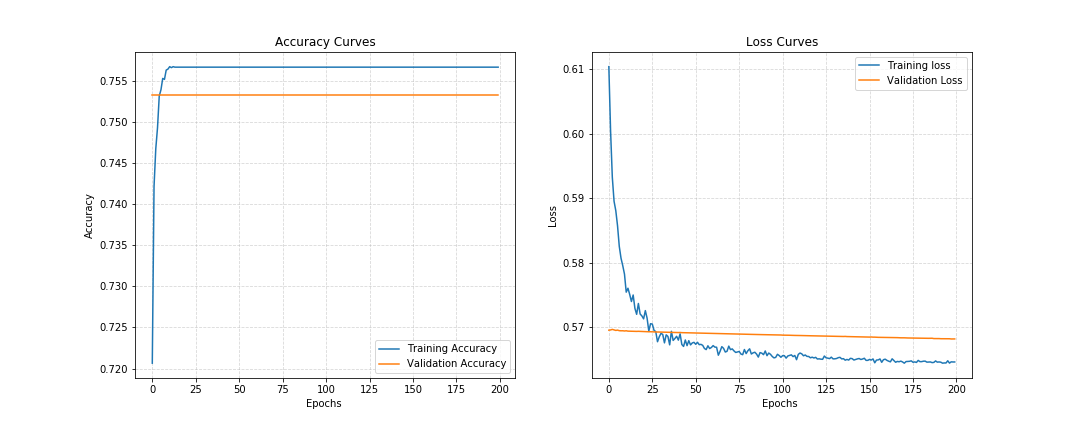 Accuracy Curves
Accuracy
0.755
0.750
0.745
0.740
0.735
0.730
0.725
0.720
0 25 50 75 100 125 150 175 200
Epochs
Training Accuracy
Validation Accuracy
Loss Curves
Loss
0.61
0.60
0.59
0.58
0.57
0 25 50 75 100 125 150 175 200
Epochs
Training loss
Validation Loss